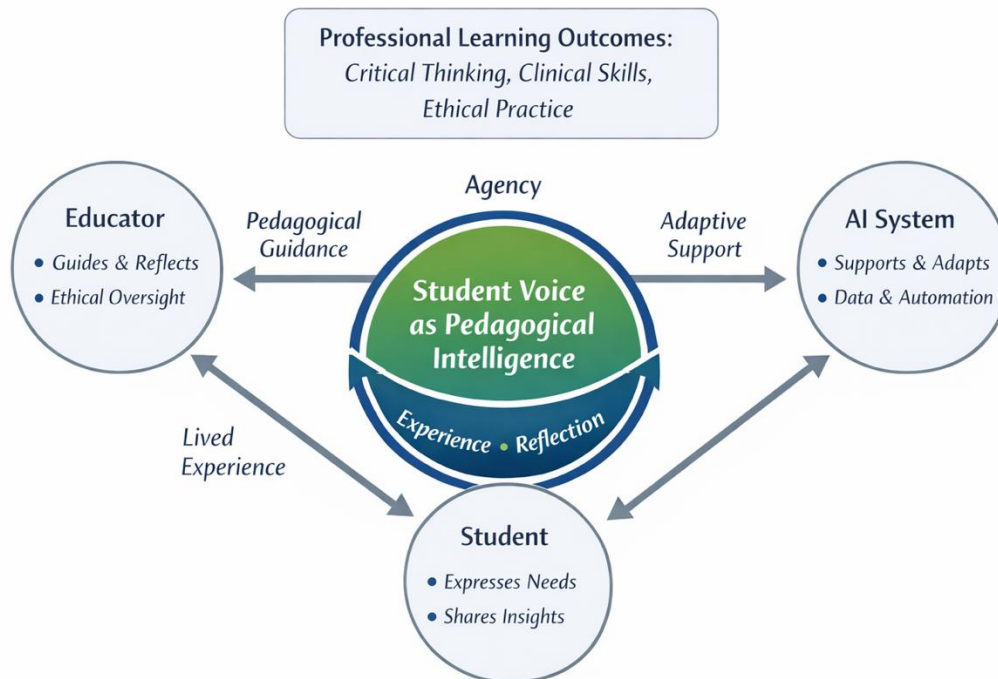 Professional Learning Outcomes:
Critical Thinking, Clinical Skills,
Ethical Practice
Agency
Educator
• Guides & Reflects
• Ethical Oversight
Pedagogical
Guidance
Student Voice
as Pedagogical
Intelligence
Experience • Reflection
Adaptive
Support
AI System
• Supports & Adapts
• Data & Automation
Lived
Experience
Student
• Expresses Needs
• Shares Insights